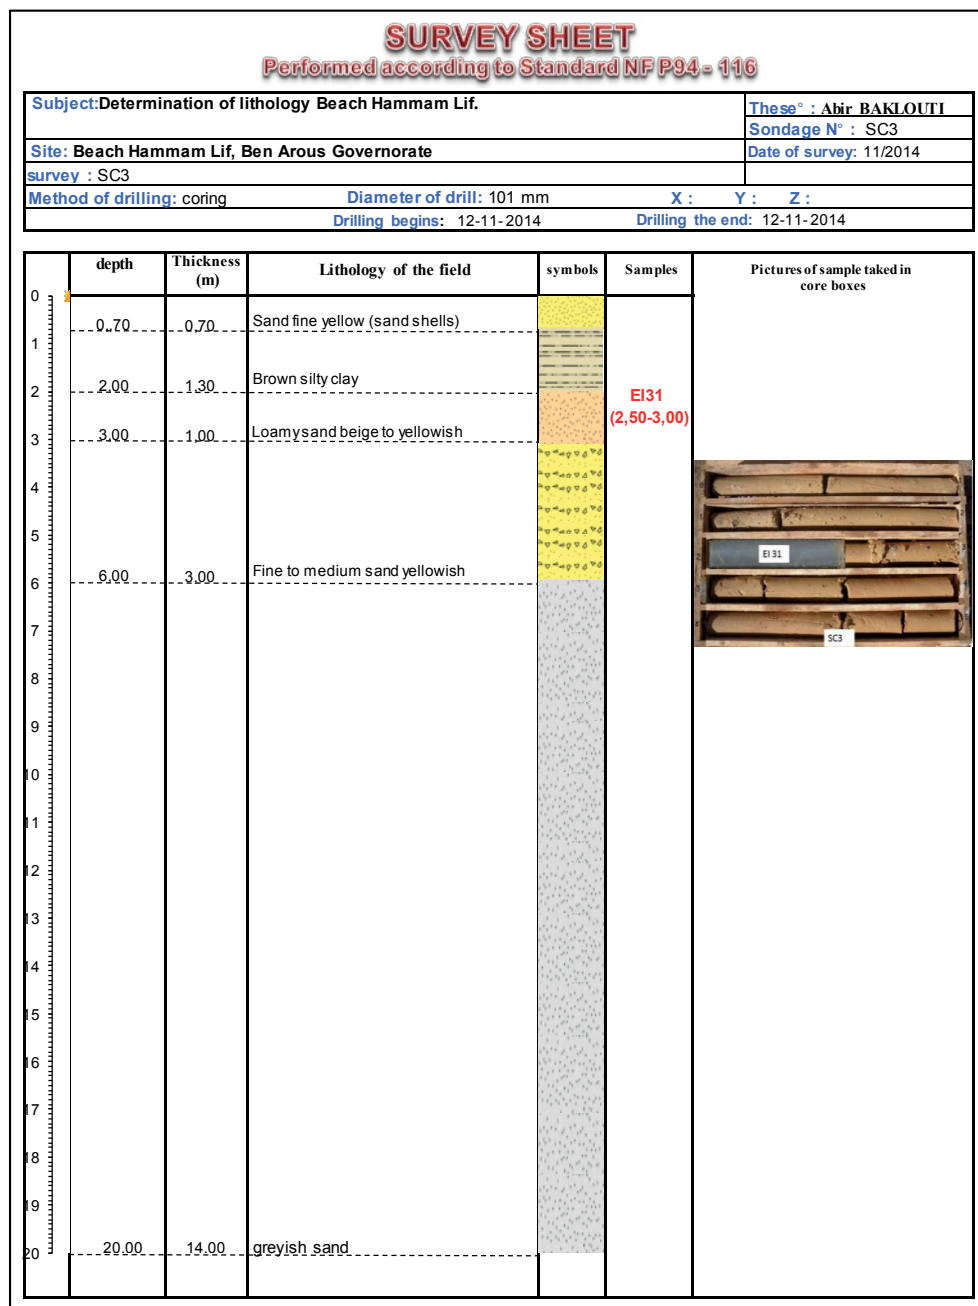 SURVEY SHEET
Performed according to Standard NF P94 - 116
Subject:Determination of lithology Beach Hammam Lif.
These° : Abir BAKLOUTI
Sondage N° : SC3
Site: Beach Hammam Lif, Ben Arous Governorate
Date of survey: 11/2014
survey : SC3
Method of drilling: coring Diameter of drill: 101 mm X : Y : Z :
Drilling begins: 12-11-2014 Drilling the end: 12-11-2014
depth Thickness (m) Lithology of the field symbols Samples Pictures of sample taked in core boxes
0
0,70 0,70 Sand fine yellow (sand shells)
1
2,00 1,30 Brown silty clay
2
EI31
(2,50-3,00)
3,00 1,00 Loamy sand beige to yellowish
3
4
5
EI 31
6,00 3,00 Fine to medium sand yellowish
6
7
SC3
8
9
10
11
12
13
14
15
16
17
18
19
20.00 14.00 greyish sand
20